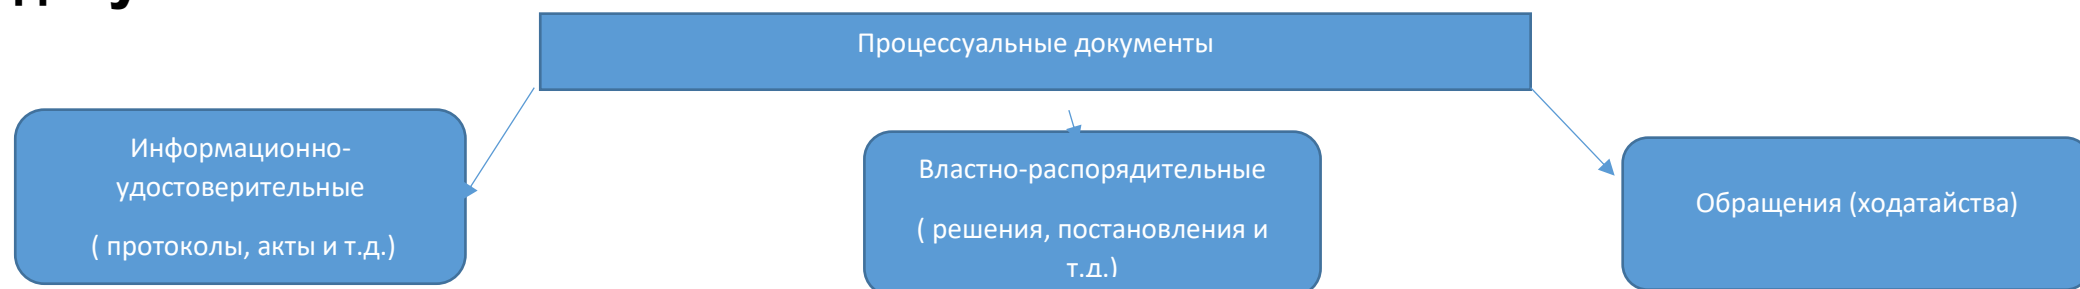 Процессуальные документы
Информационно-
удостоверительные
( протоколы, акты и т.д.)
Властно-распорядительные
( решения, постановления и
т.д.)
Обращения (ходатайства)